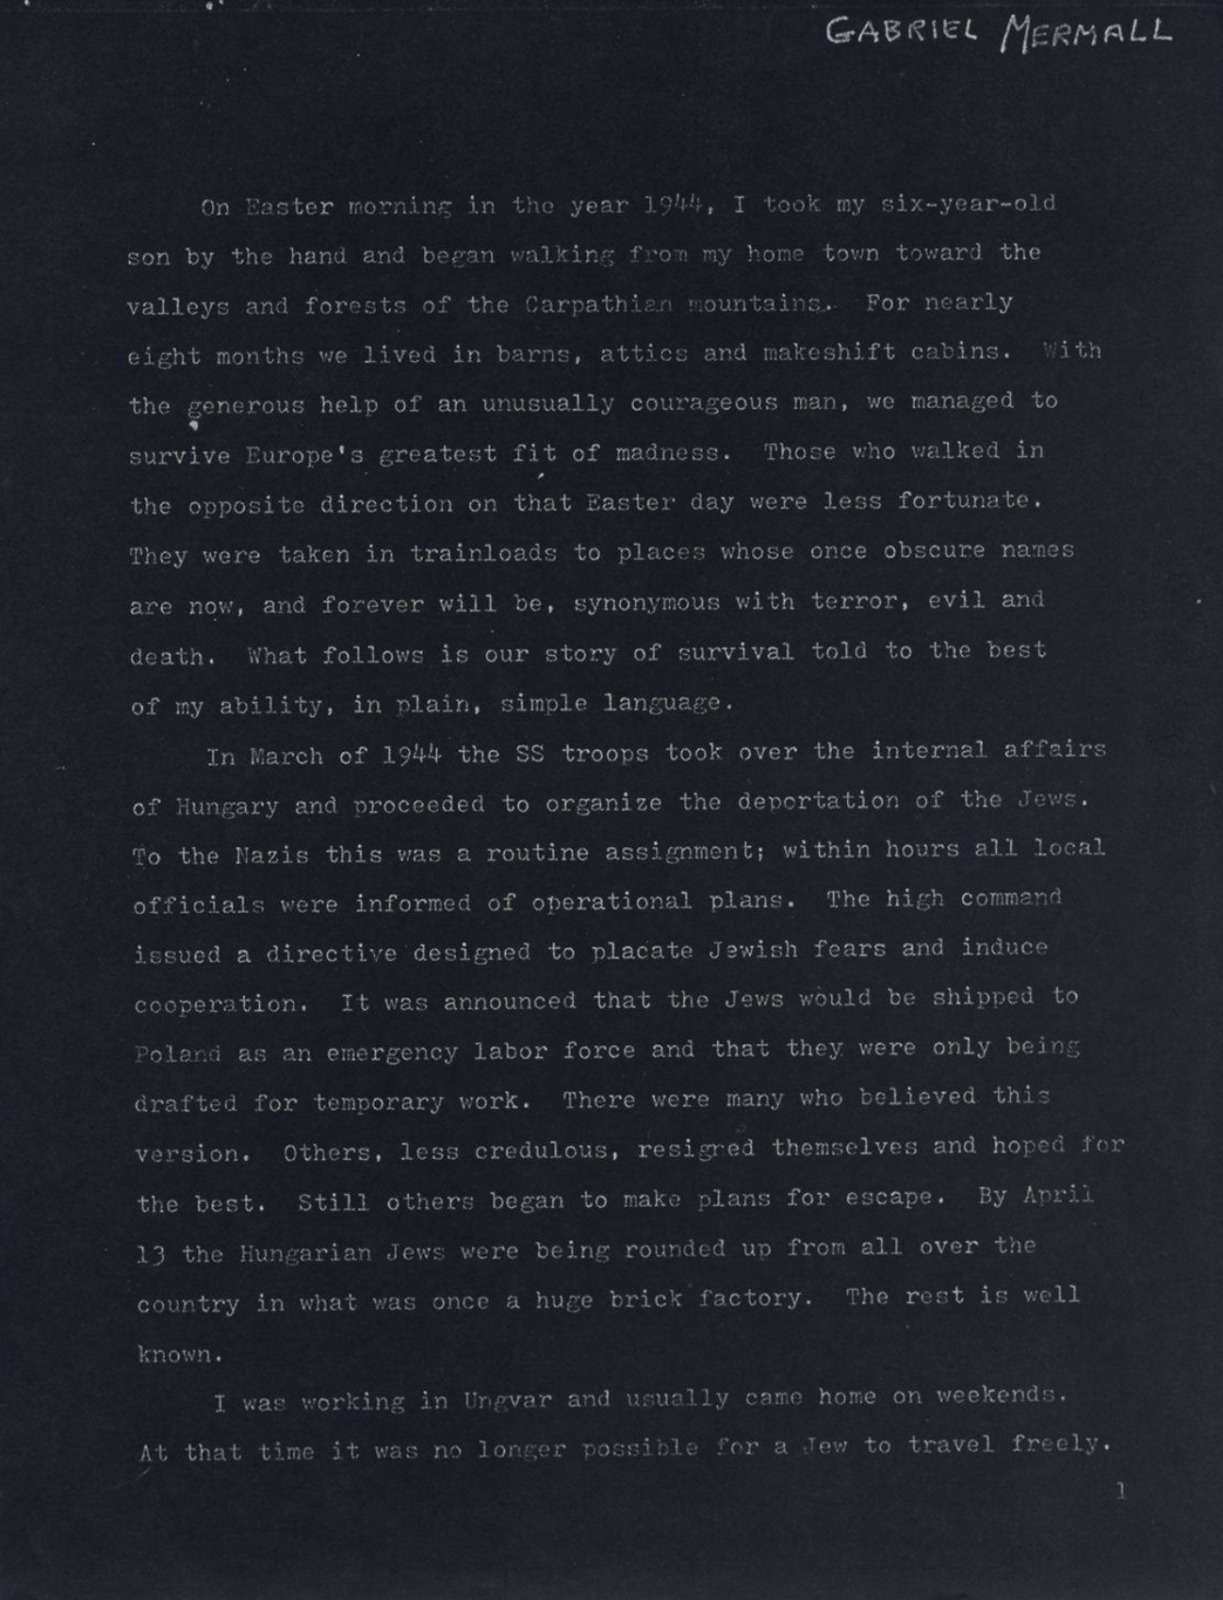 GABRIEL MERMALL
On Easter morning in the year 1944, I took my six-year-old
son by the hand and began walking from my home town toward the
valleys and forests of the Carpathian mountains. For nearly
eight months we lived in barns, attics and makeshift cabins. With
the generous help of an unusually courageous man, we managed to
survive Europe's greatest fit of madness. Those who walked in
the opposite direction on that Easter day were less fortunate.
They were taken in trainloads to places whose once obscure names
are now, and forever will be, synonymous with terror, evil and
death. What follows is our story of survival told to the best
of my ability, in plain, simple language.
In March of 1944 the SS troops took over the internal affairs
of Hungary and proceeded to organize the deportation of the Jews.
To the Nazis this was a routine assignment; within hours all local
officials were informed of operational plans. The high command
issued a directive designed to placate Jewish fears and induce
cooperation. It was announced that the Jews would be shipped to
Poland as an emergency labor force and that they were only being
drafted for temporary work. There were many who believed this
version. Others, less credulous, resigned themselves and hoped for
the best. Still others began to make plans for escape. By April
13 the Hungarian Jews were being rounded up from all over the
country in what was once a huge brick factory. The rest is well
known.
I was working in Ungvar and usually came home on weekends.
At that time it was no longer possible for a Jew to travel freely.
1